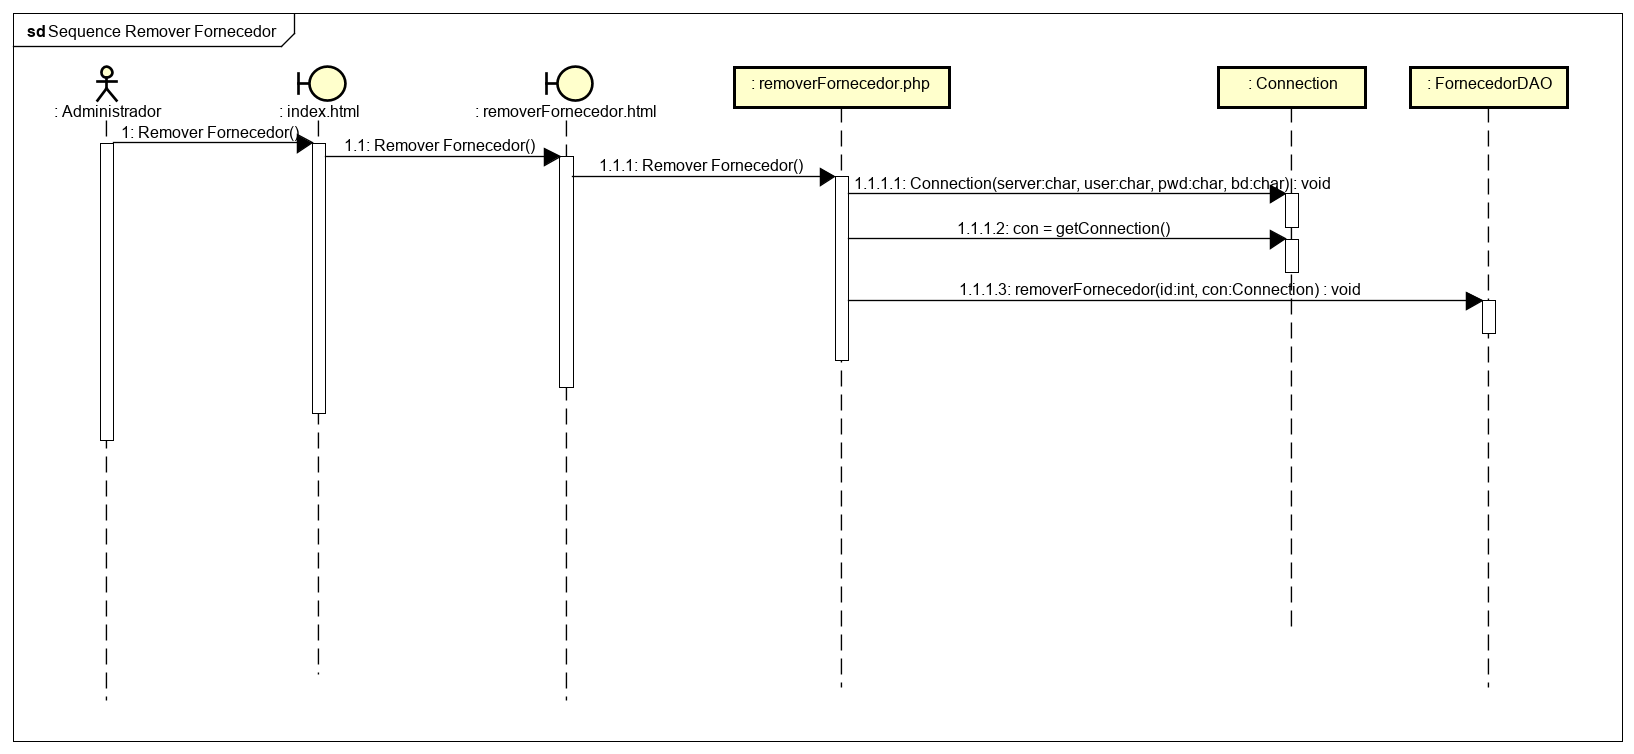 sd Sequence Remover Fornecedor
: Administrador
: index.html
: removerFornecedor.html
: removerFornecedor.php
: Connection
: FornecedorDAO
1: Remover Fornecedor()
1.1: Remover Fornecedor()
1.1.1: Remover Fornecedor()
1.1.1.1: Connection(server:char, user:char, pwd:char, bd:char) : void
1.1.1.2: con = getConnection()
1.1.1.3: removerFornecedor(id:int, con:Connection) : void